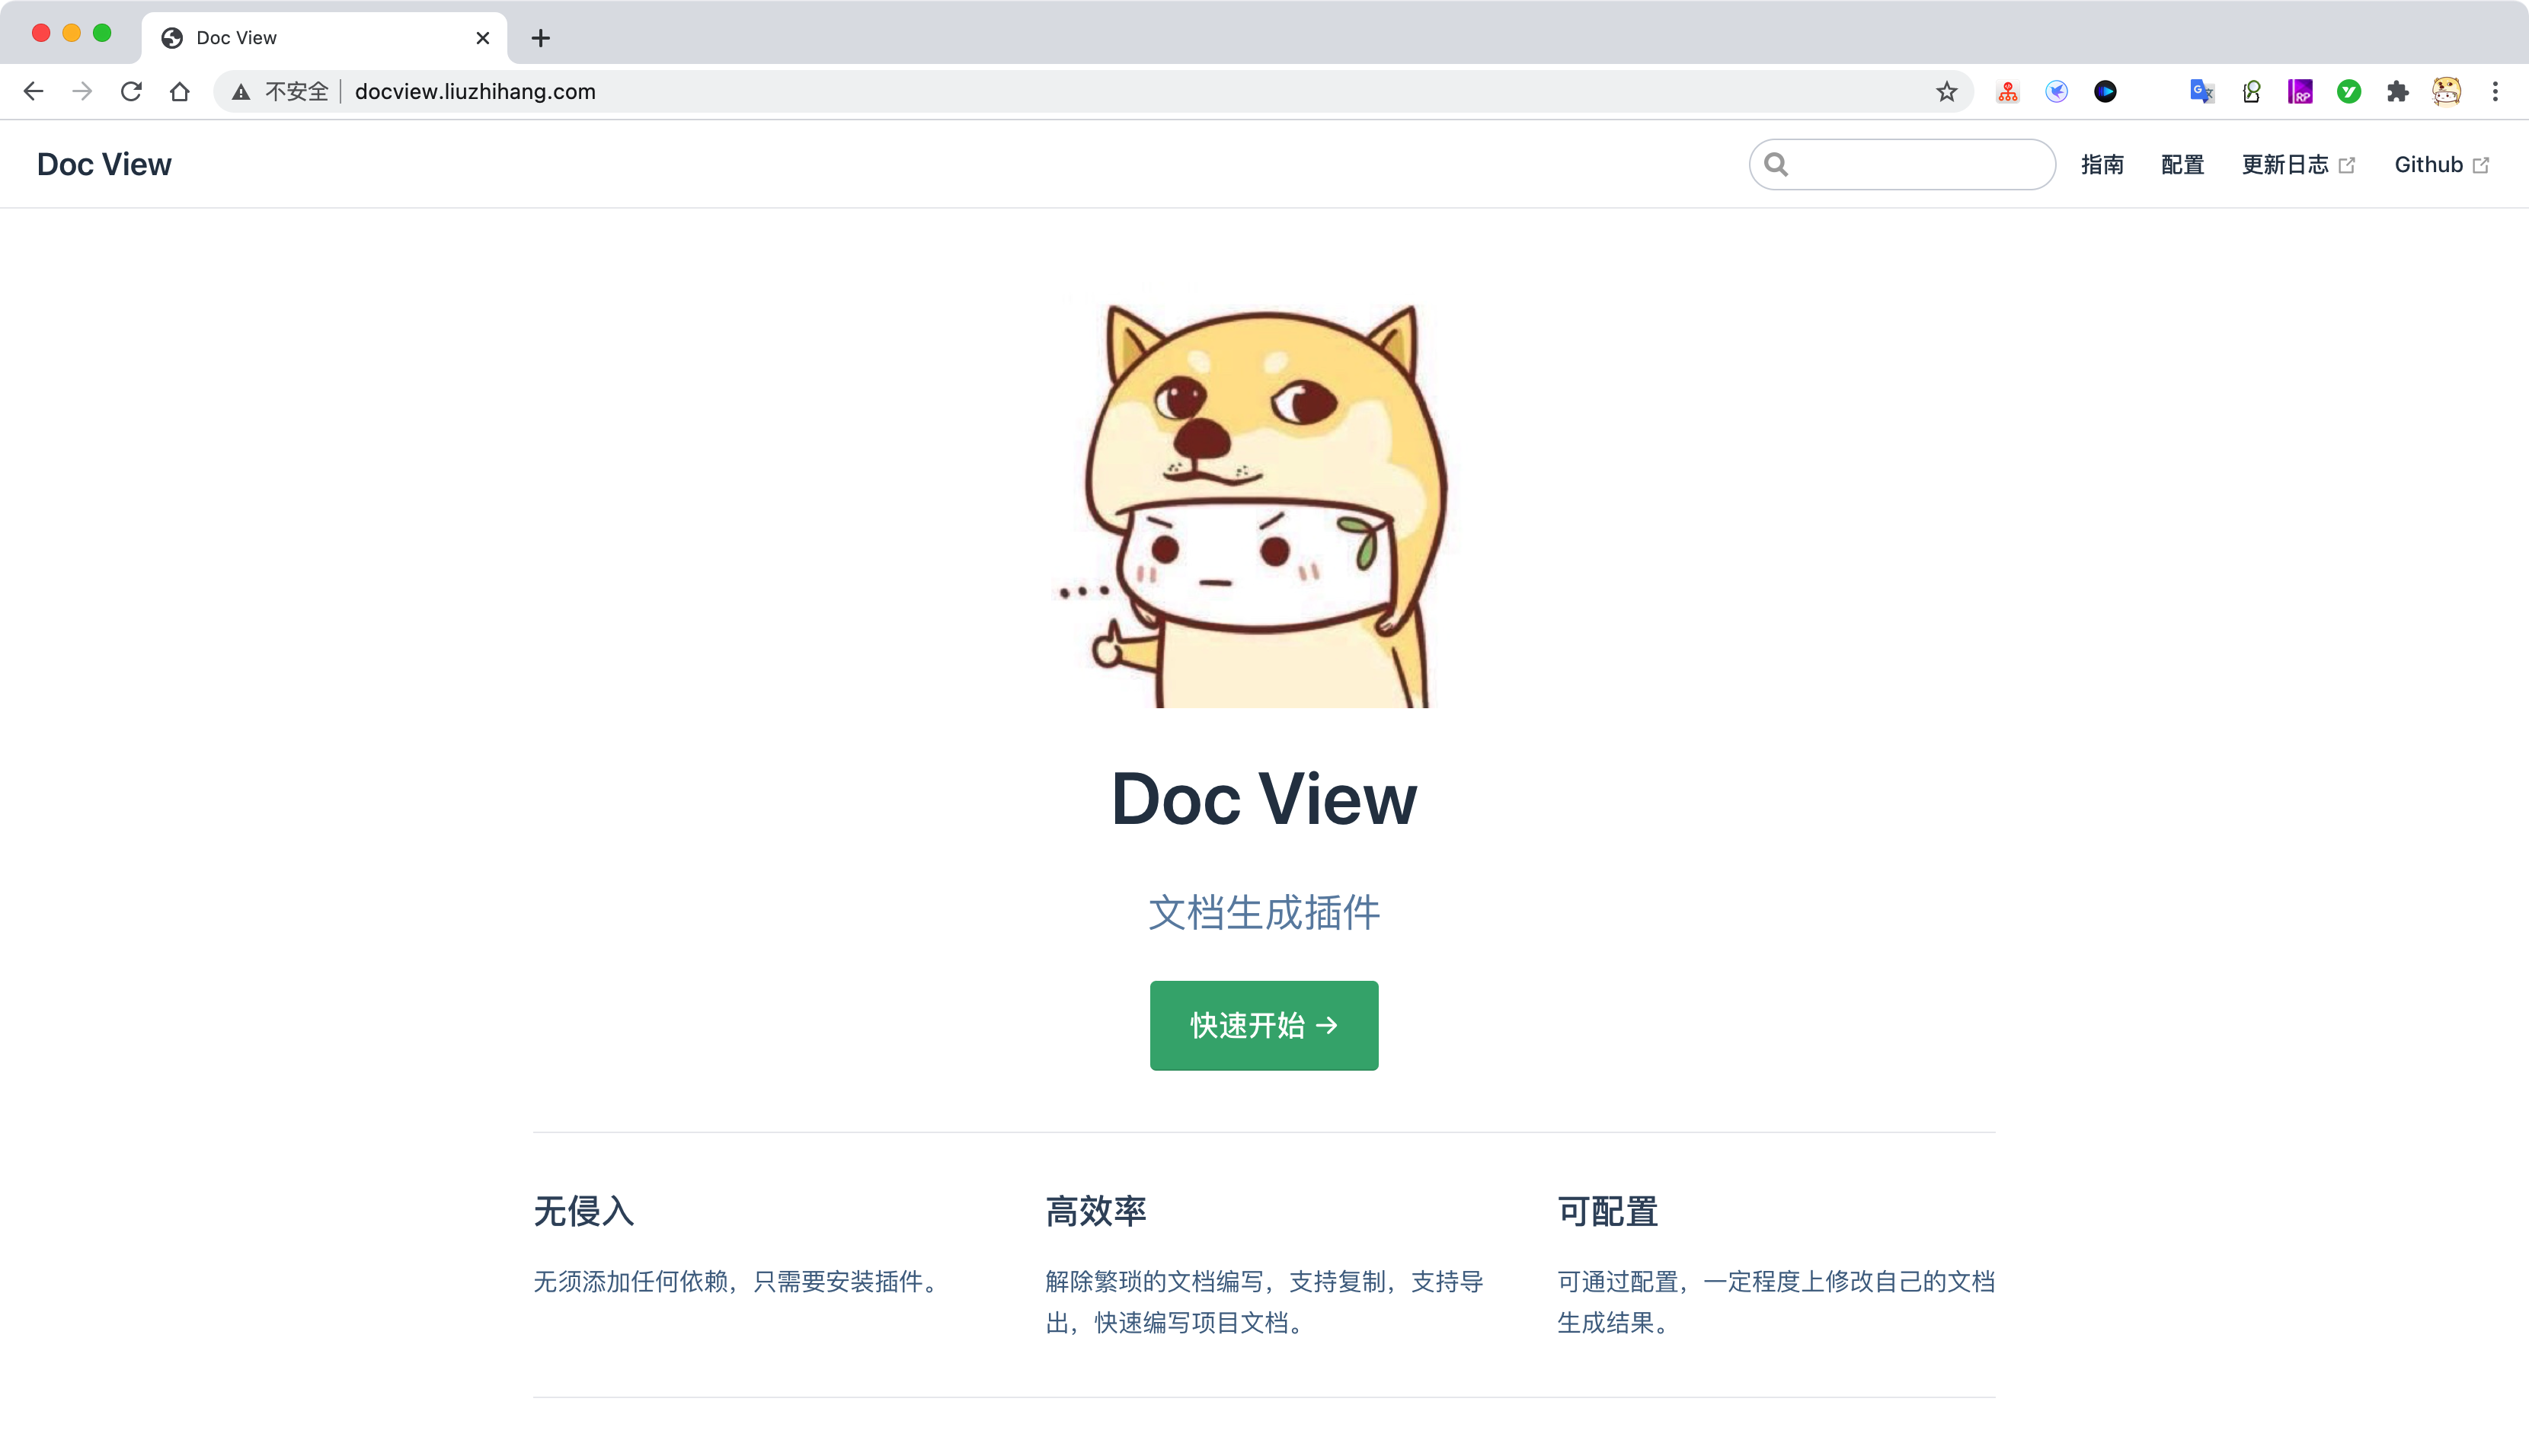 Doc View
不安全 docview.liuzhihang.com
Doc View
指南 配置 更新日志 Github
Doc View
文档生成插件
快速开始 →
无侵入
无须添加任何依赖，只需要安装插件。
高效率
解除繁琐的文档编写，支持复制，支持导
出，快速编写项目文档。
可配置
可通过配置，一定程度上修改自己的文档
生成结果。